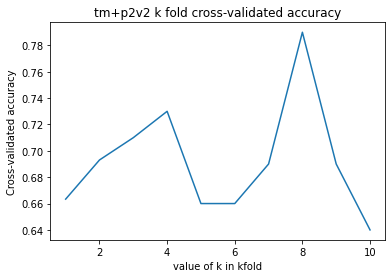 tm+p2v2 k fold cross-validated accuracy
Cross-validated accuracy
0.78
0.76
0.74
0.72
0.70
0.68
0.66
0.64
2 4 6 8 10
value of k in kfold